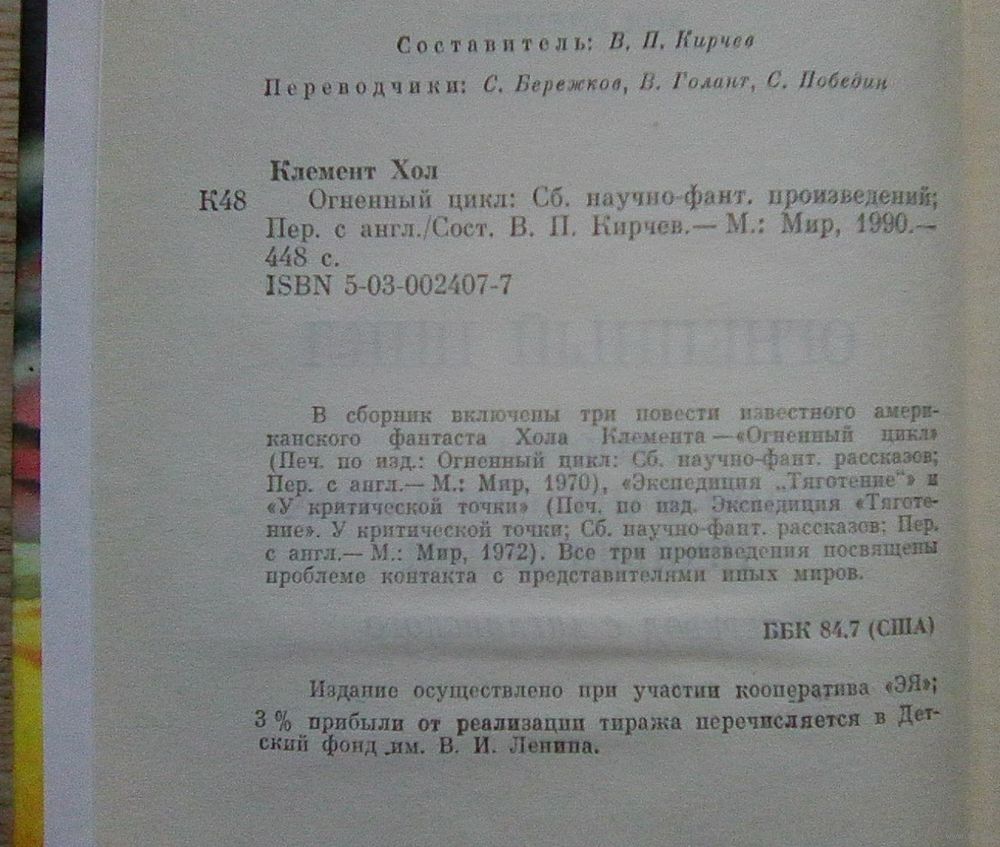 Составитель: В. П. Кирчев
Переводчики: С. Бережков, В. Голант, С. Победин
Клемент Хол
К48 Огненный цикл: Сб. научно-фант. произведений;
Пер. с англ./Сост. В. П. Кирчев.— М.: Мир, 1990.—
448 с.
ISBN 5-03-002407-7
ОГНЕННЫЙ ЦИКЛ
В сборник включены три повести известного амери-
канского фантаста Хола Клемента—«Огненный цикл»
(Печ. по изд.: Огненный цикл: Сб. научно-фант. рассказов;
Пер. с англ.— М.: Мир, 1970), «Экспедиция „Тяготение“» и
«У критической точки» (Печ. по изд. Экспедиция «Тяготе-
ние». У критической точки; Сб. научно-фант. рассказов; Пер.
с англ.— М.: Мир, 1972). Все три произведения посвящены
проблеме контакта с представителями иных миров.
ББК 84.7 (США)
Издание осуществлено при участии кооператива «ЭЯ»;
3 % прибыли от реализации тиража перечисляется в Дет-
ский фонд им. В. И. Ленина.